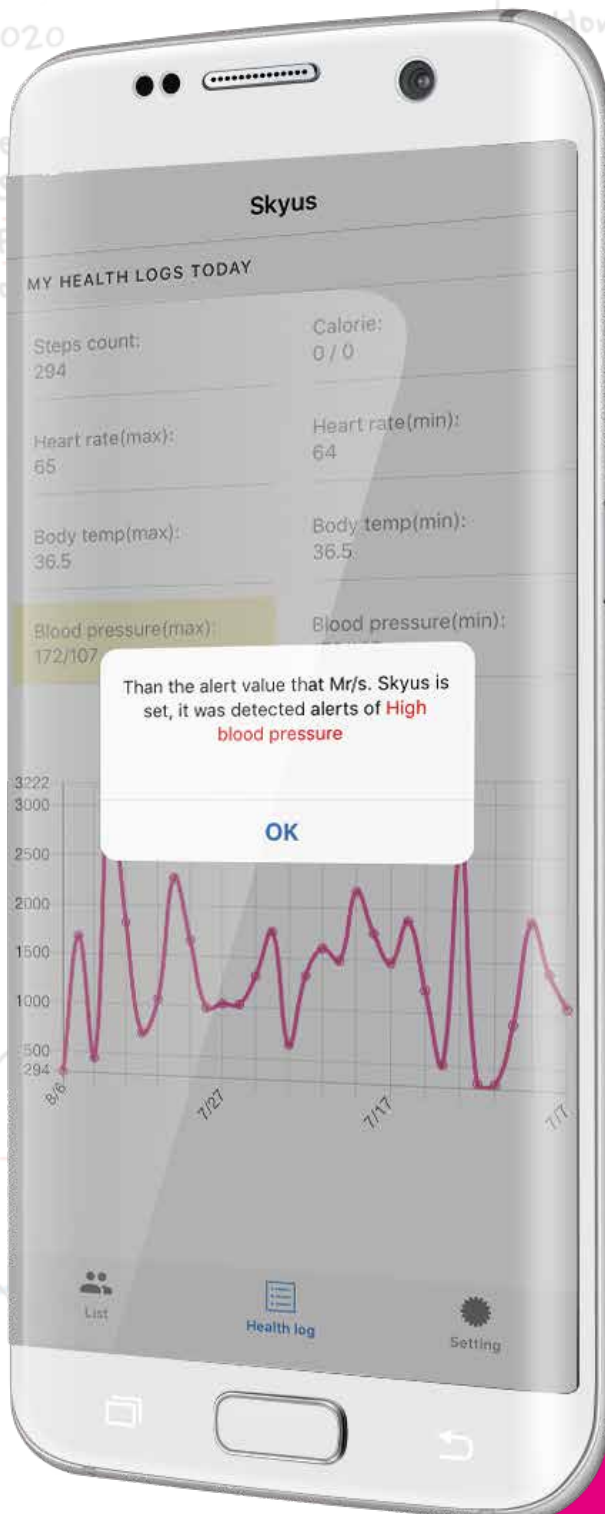 020
How
Skyus
MY HEALTH LOGS TODAY
Steps count:
294
Calorie:
0 / 0
Heart rate(max):
65
Heart rate(min):
64
Body temp(max):
36.5
Body temp(min):
36.5
Blood pressure(max):
172/107
Blood pressure(min):
Than the alert value that Mr/s. Skyus is
set, it was detected alerts of High
blood pressure
OK
3222
3000
2500
2000
1500
1000
500
294
8/6
7/27
7/17
7/7
List
Health log
Setting